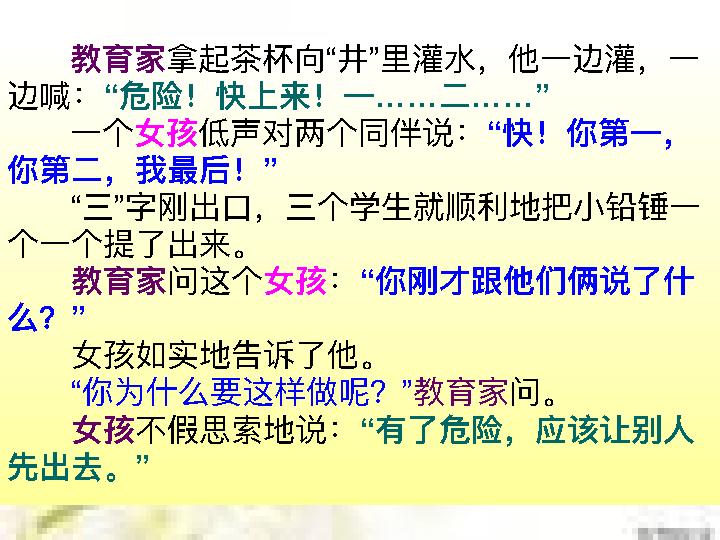 教育家拿起茶杯向“井”里灌水，他一边灌，一
边喊：“危险！快上来！一……二……”
一个女孩低声对两个同伴说：“快！你第一，
你第二，我最后！”
“三”字刚出口，三个学生就顺利地把小铅锤一
个一个提了出来。
教育家问这个女孩：“你刚才跟他们俩说了什
么？”
女孩如实地告诉了他。
“你为什么要这样做呢？”教育家问。
女孩不假思索地说：“有了危险，应该让别人
先出去。”